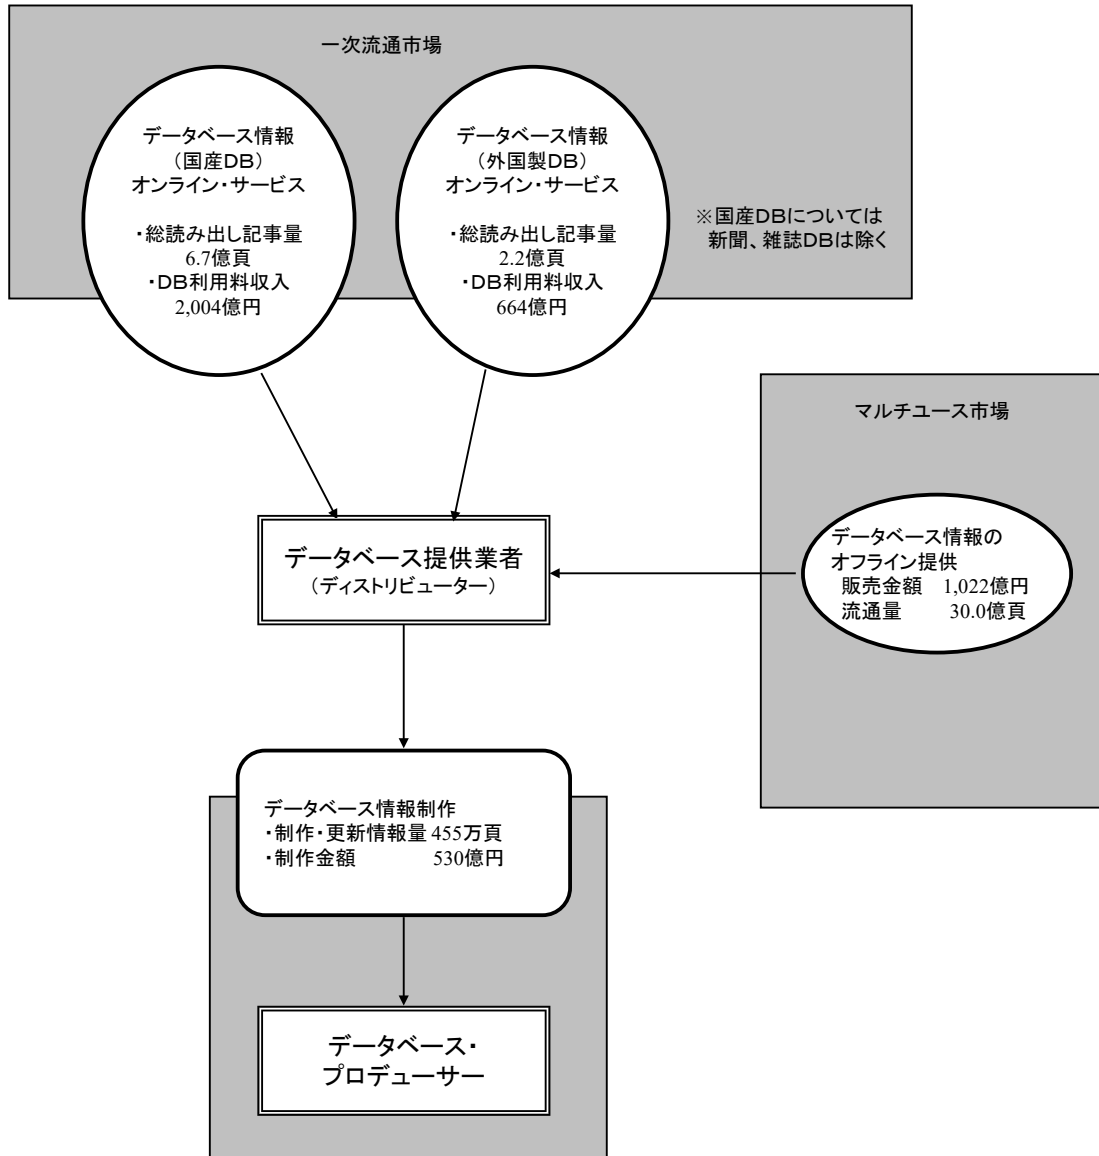 一次流通市場
データベース情報
（国産DB）
オンライン・サービス
・総読み出し記事量
6.7億頁
・DB利用料収入
2,004億円
データベース情報
（外国製DB）
オンライン・サービス
・総読み出し記事量
2.2億頁
・DB利用料収入
664億円
※国産DBについては
新聞、雑誌DBは除く
マルチユース市場
データベース情報の
オフライン提供
販売金額 1,022億円
流通量 30.0億頁
データベース提供業者
（ディストリビューター）
データベース情報制作
・制作・更新情報量 455万頁
・制作金額 530億円
データベース・
プロデューサー